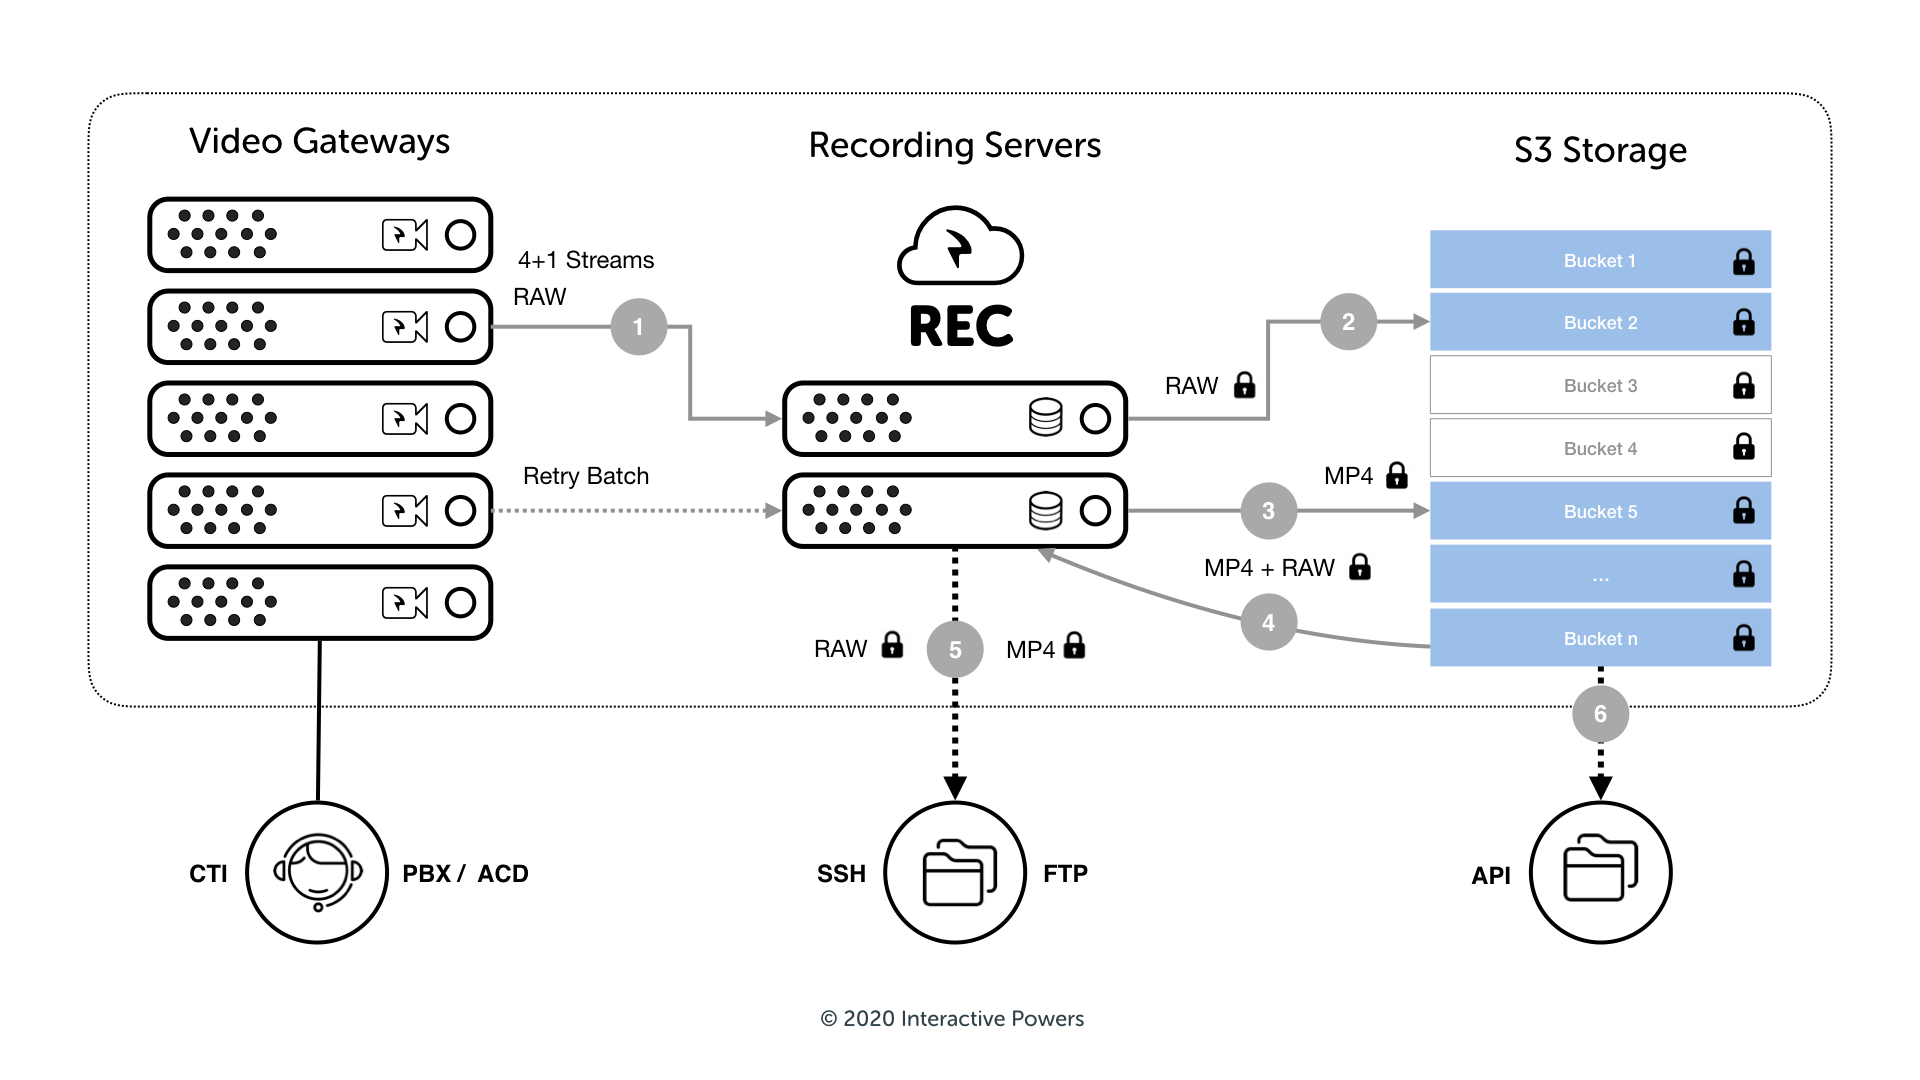 Video Gateways
Recording Servers
S3 Storage
4+1 Streams
RAW
1
REC
Retry Batch
RAW
2
MP4
3
MP4 + RAW
4
Bucket 1
Bucket 2
Bucket 3
Bucket 4
Bucket 5
...
Bucket n
RAW
5
MP4
6
CTI
PBX / ACD
SSH
FTP
API
© 2020 Interactive Powers